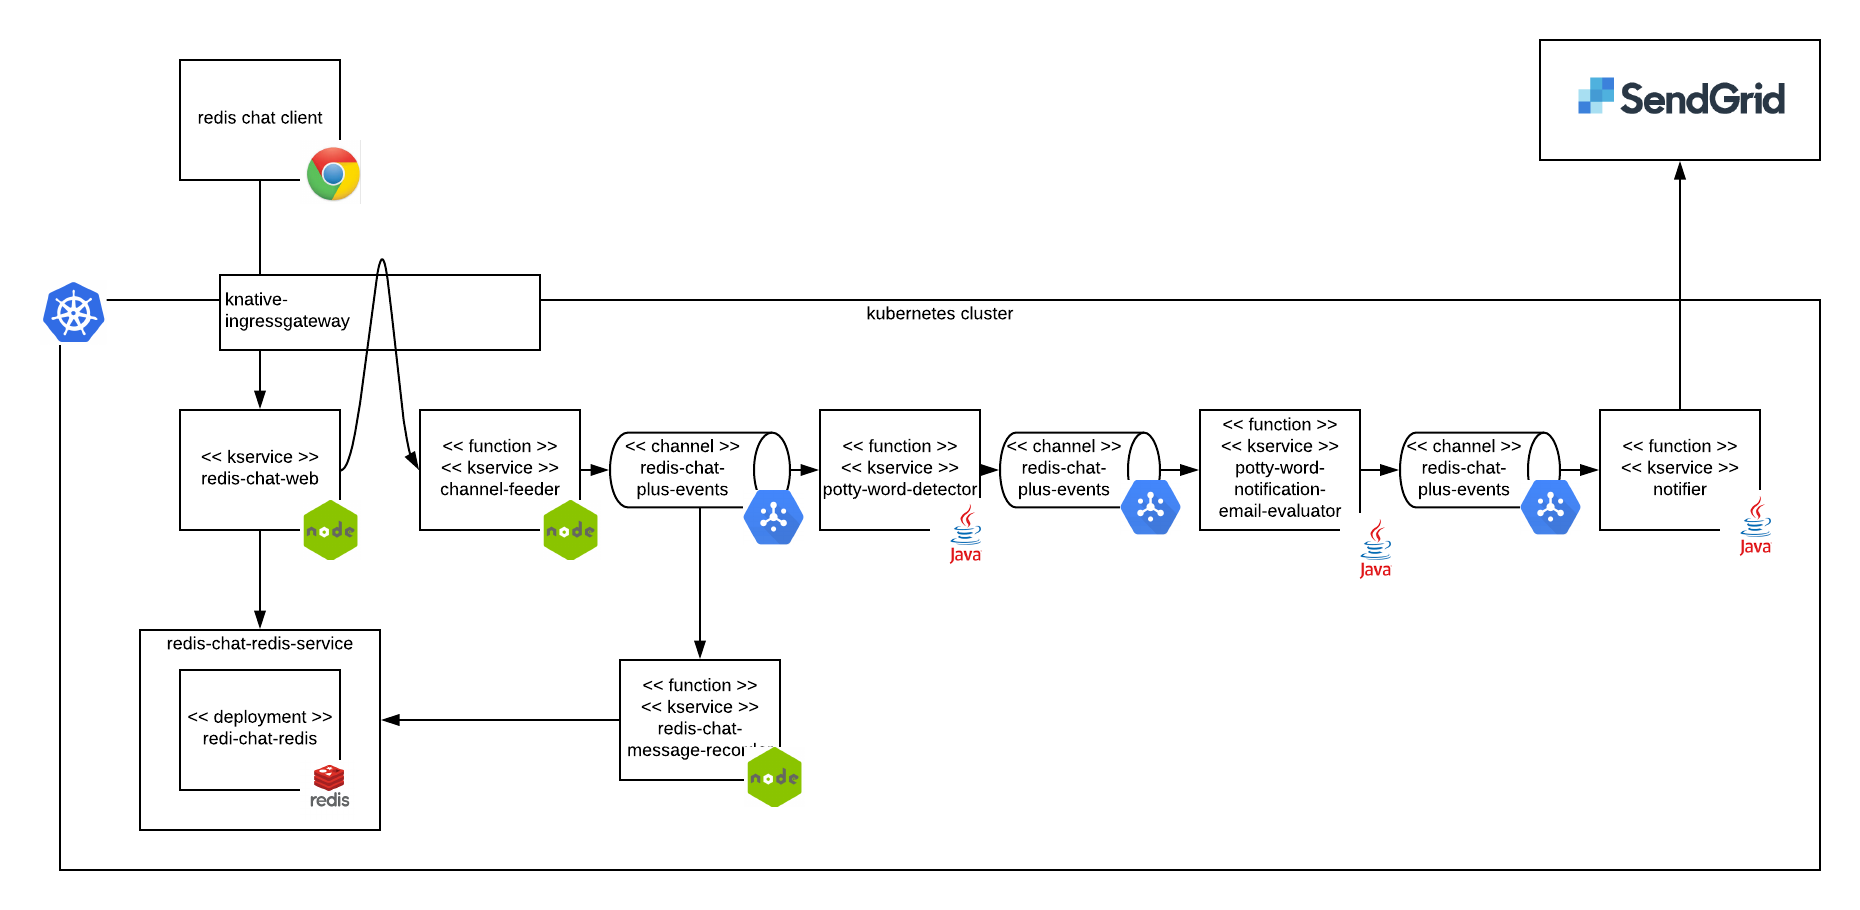 redis chat client
SendGrid
knative-
ingressgateway
kubernetes cluster
<< kservice >>
redis-chat-web
node
<< function >>
<< kservice >>
channel-feeder
node
<< channel >>
redis-chat-
plus-events
<< function >>
<< kservice >>
potty-word-detector
Java
<< channel >>
redis-chat-
plus-events
<< function >>
<< kservice >>
potty-word-
notification-
email-evaluator
Java
<< channel >>
redis-chat-
plus-events
<< function >>
<< kservice >>
notifier
Java
redis-chat-redis-service
<< deployment >>
redi-chat-redis
redis
<< function >>
<< kservice >>
redis-chat-
message-recorder
node